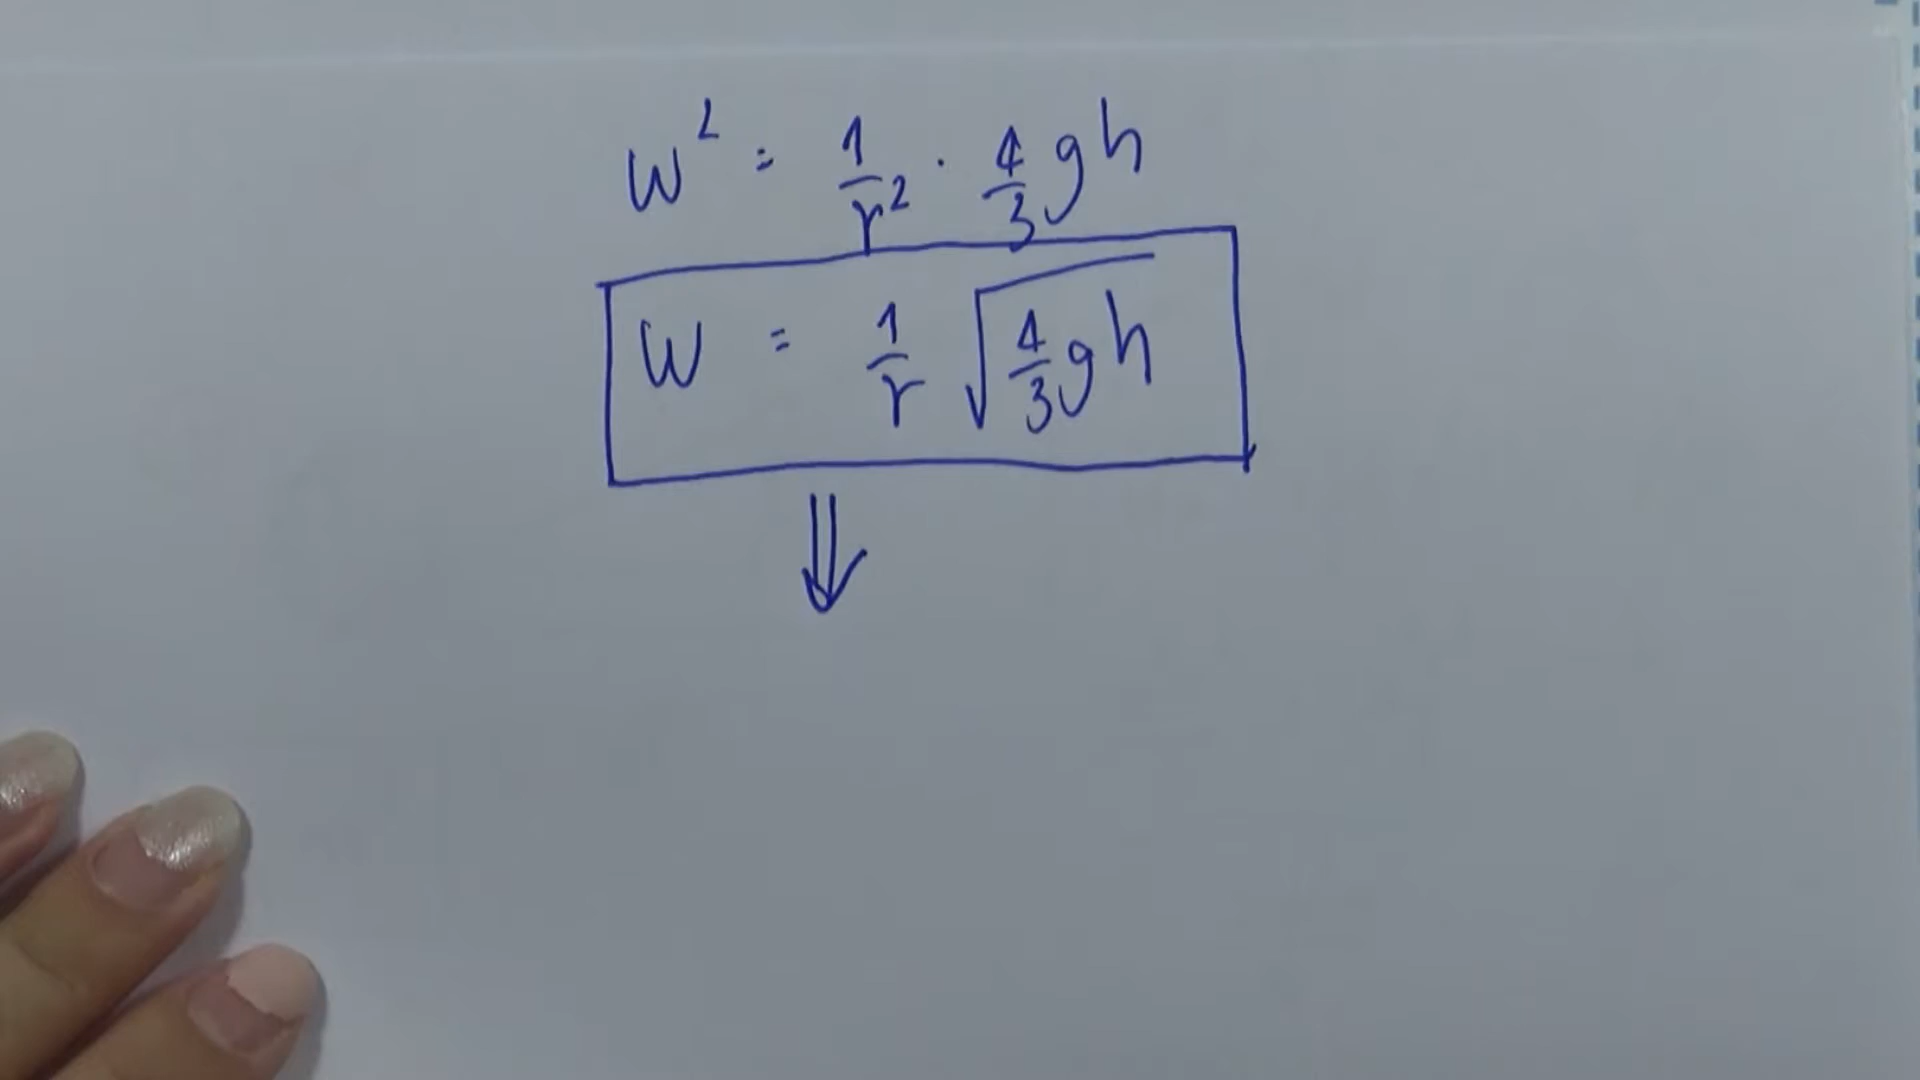 w² = 1/r² · 4/3 gh
w = 1/r √(4/3 gh)
⇓